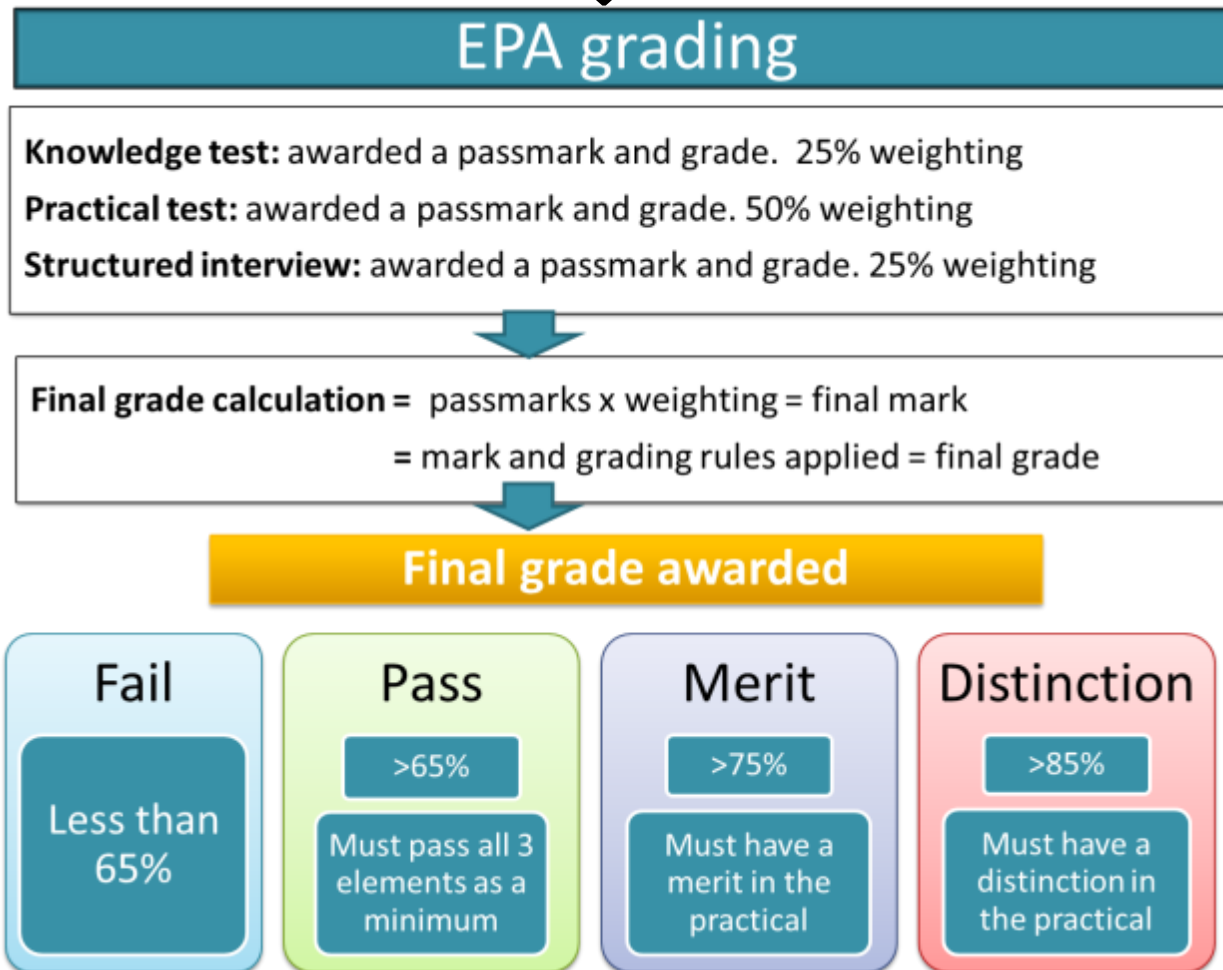 EPA grading
Knowledge test: awarded a passmark and grade.  25% weighting
Practical test: awarded a passmark and grade. 50% weighting
Structured interview: awarded a passmark and grade. 25% weighting
Final grade calculation =  passmarks x weighting = final mark
= mark and grading rules applied = final grade
Final grade awarded
Fail
Less than
65%
Pass
>65%
Must pass all 3
elements as a
minimum
Merit
>75%
Must have a
merit in the
practical
Distinction
>85%
Must have a
distinction in
the practical